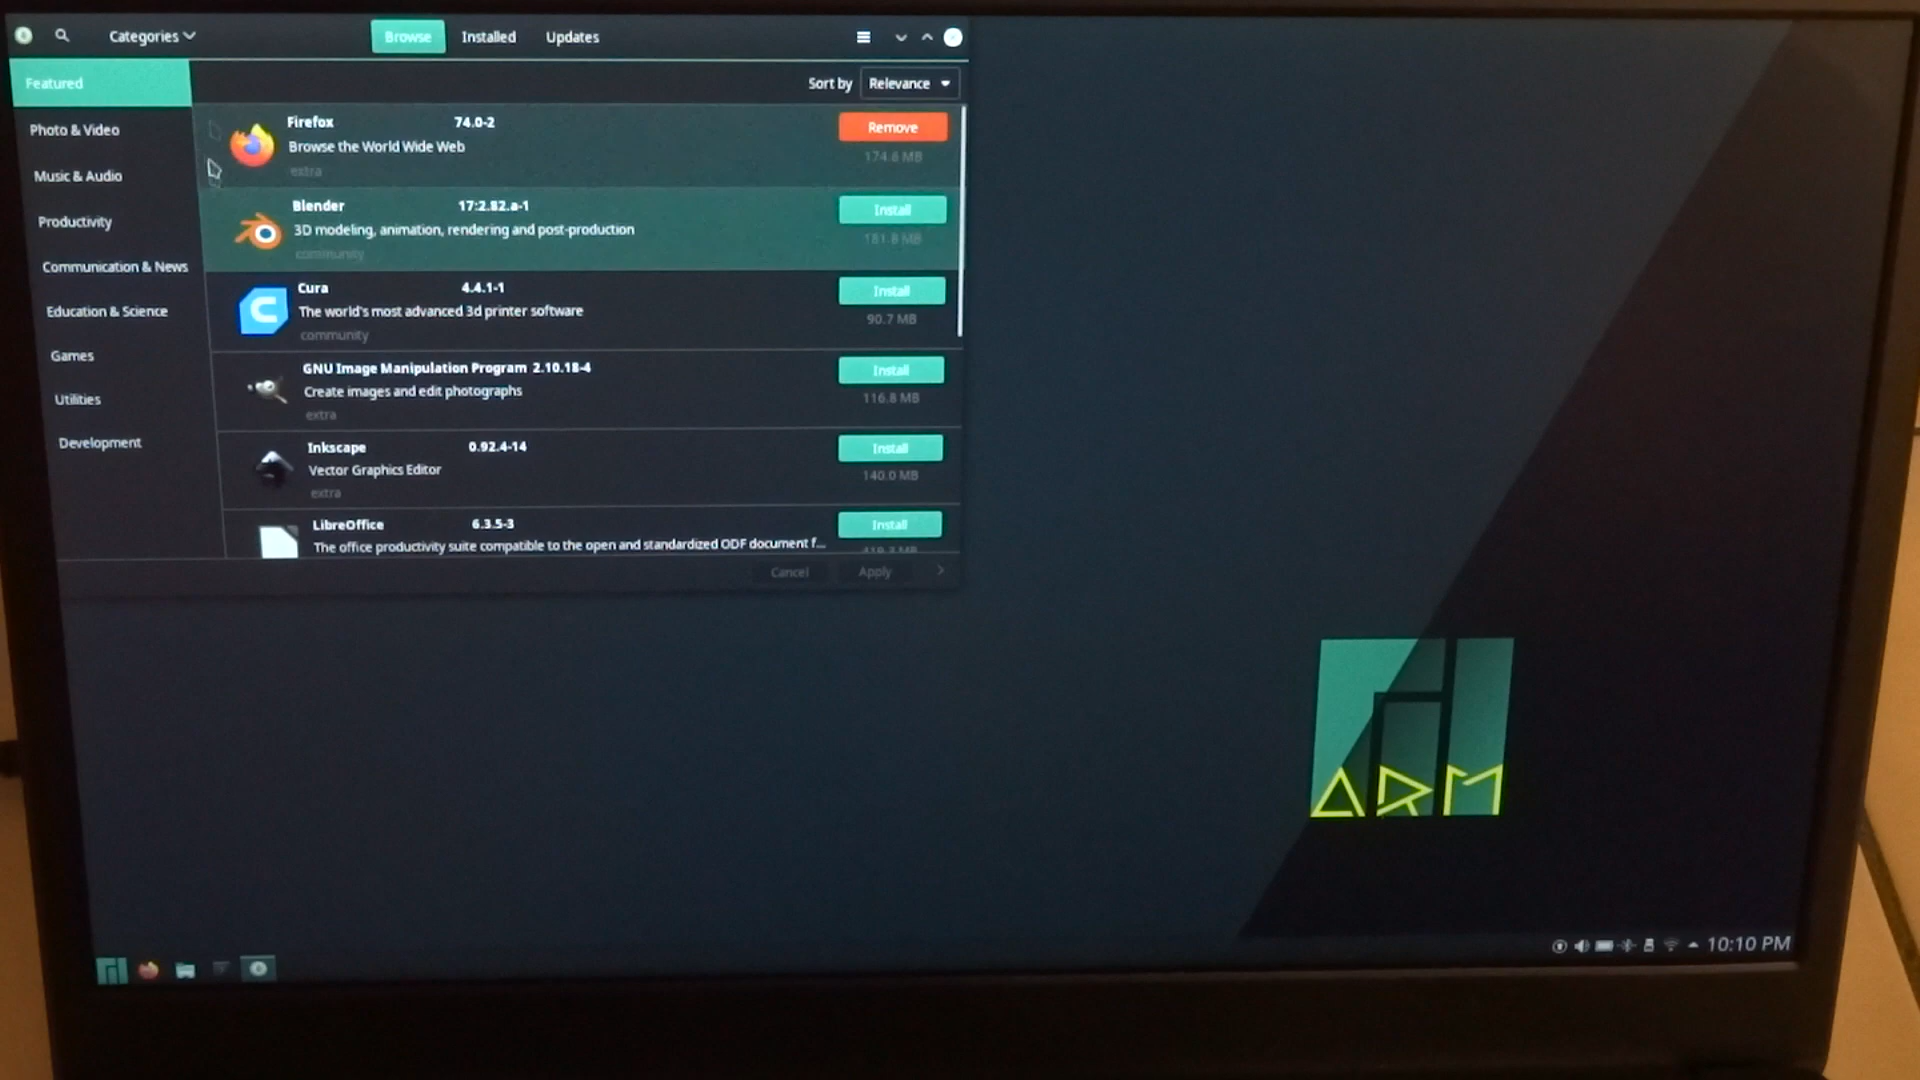 Categories
Browse
Installed
Updates
Featured
Sort by
Relevance
Photo & Video
Music & Audio
Productivity
Communication & News
Education & Science
Games
Utilities
Development
Firefox 74.0-2
Browse the World Wide Web
extra
Remove
174.8 MB
Blender 17:2.82.a-1
3D modeling, animation, rendering and post-production
community
Install
181.8 MB
Cura 4.4.1-1
The world's most advanced 3d printer software
community
Install
90.7 MB
GNU Image Manipulation Program 2.10.18-4
Create images and edit photographs
extra
Install
116.8 MB
Inkscape 0.92.4-14
Vector Graphics Editor
extra
Install
140.0 MB
LibreOffice 6.3.5-3
The office productivity suite compatible to the open and standardized ODF document f...
Install
Cancel
Apply
ARM
10:10 PM